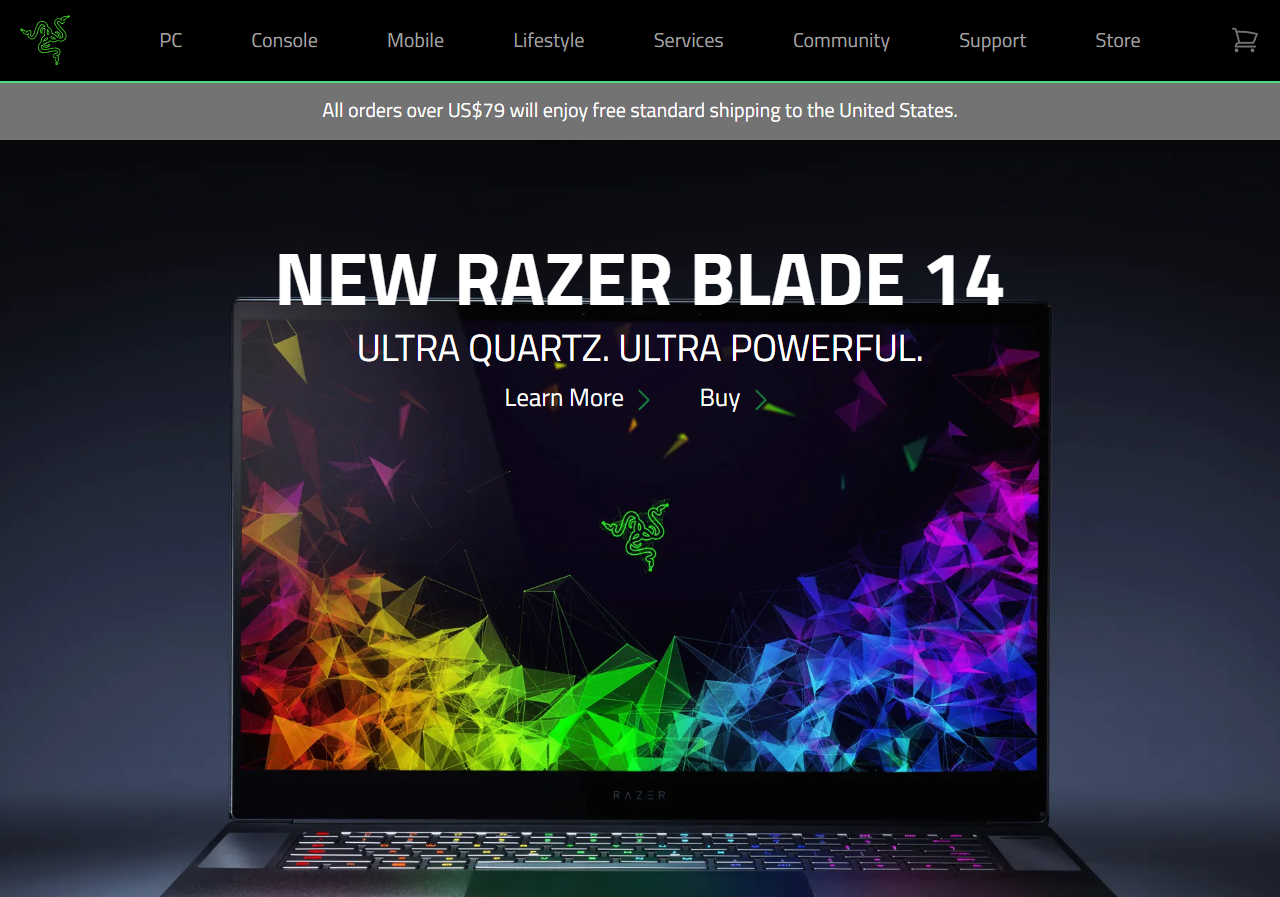 PC Console Mobile Lifestyle Services Community Support Store
All orders over US$79 will enjoy free standard shipping to the United States.
NEW RAZER BLADE 14
ULTRA QUARTZ. ULTRA POWERFUL.
Learn More Buy
RAZER